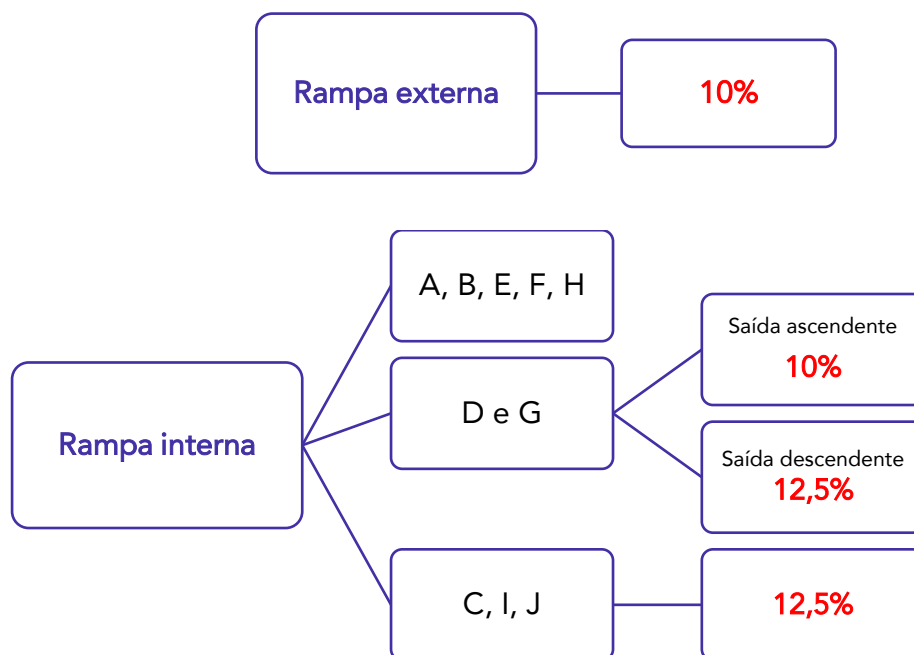 Rampa externa
10%
A, B, E, F, H
Saída ascendente
10%
D e G
Rampa interna
Saída descendente
12,5%
C, I, J
12,5%